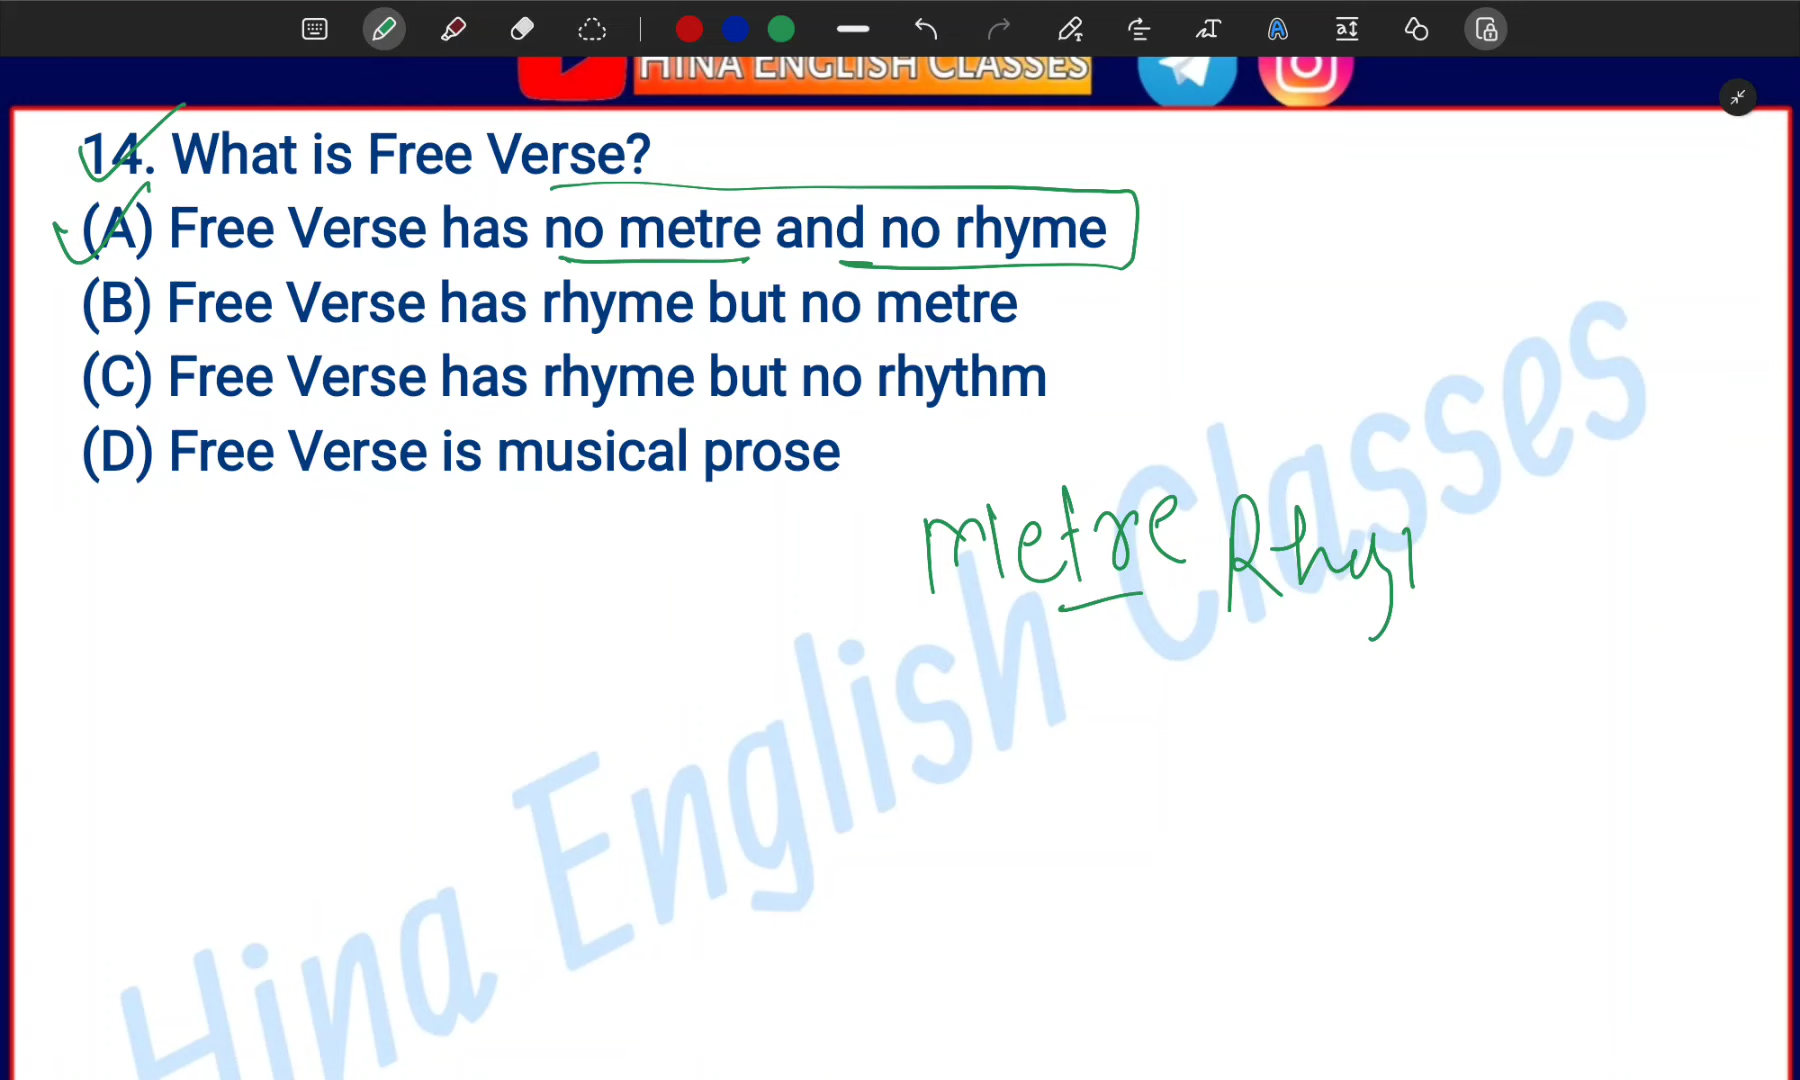 HINA ENGLISH CLASSES
14. What is Free Verse?
(A) Free Verse has no metre and no rhyme
(B) Free Verse has rhyme but no metre
(C) Free Verse has rhyme but no rhythm
(D) Free Verse is musical prose
Metre Rhy
Hina English Classes